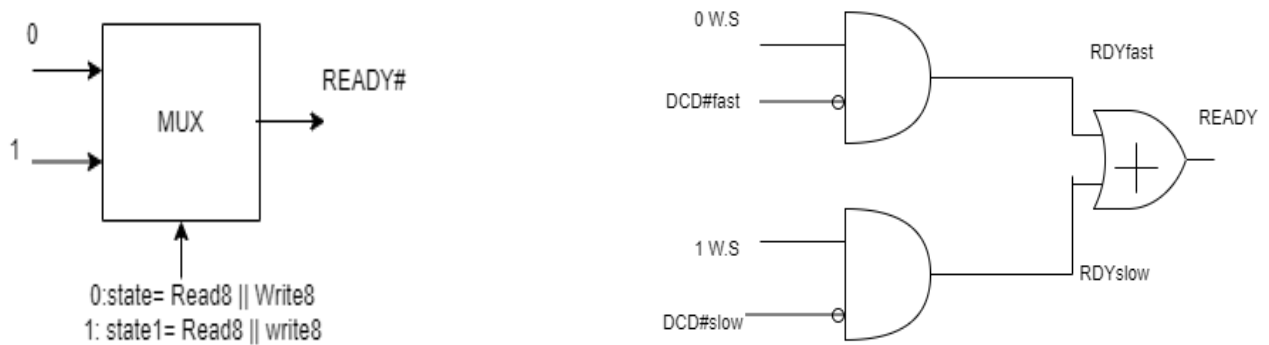 0
READY#
MUX
1
0:state= Read8 || Write8
1: state1= Read8 || write8
0 W.S
RDYfast
DCD#fast
READY
1 W.S
RDYslow
DCD#slow